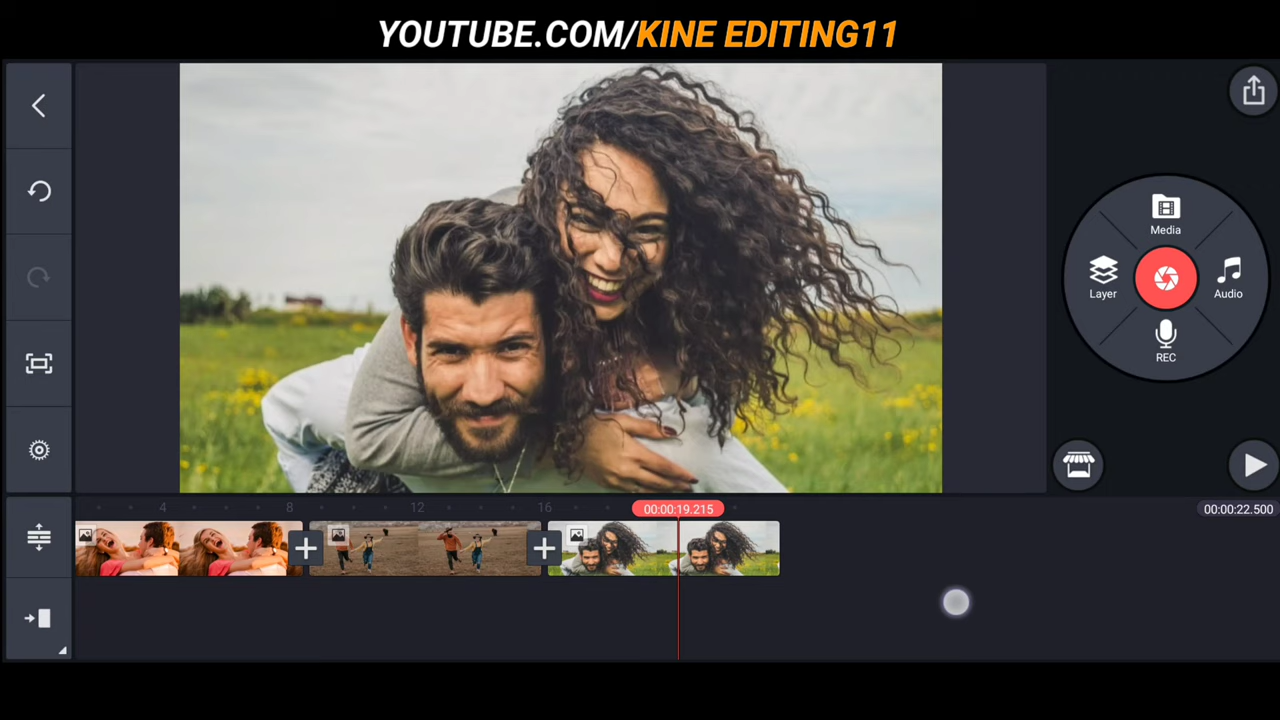 YOUTUBE.COM/KINE EDITING11
Media
Layer
Audio
REC
4
8
12
16
00:00:19.215
00:00:22.500